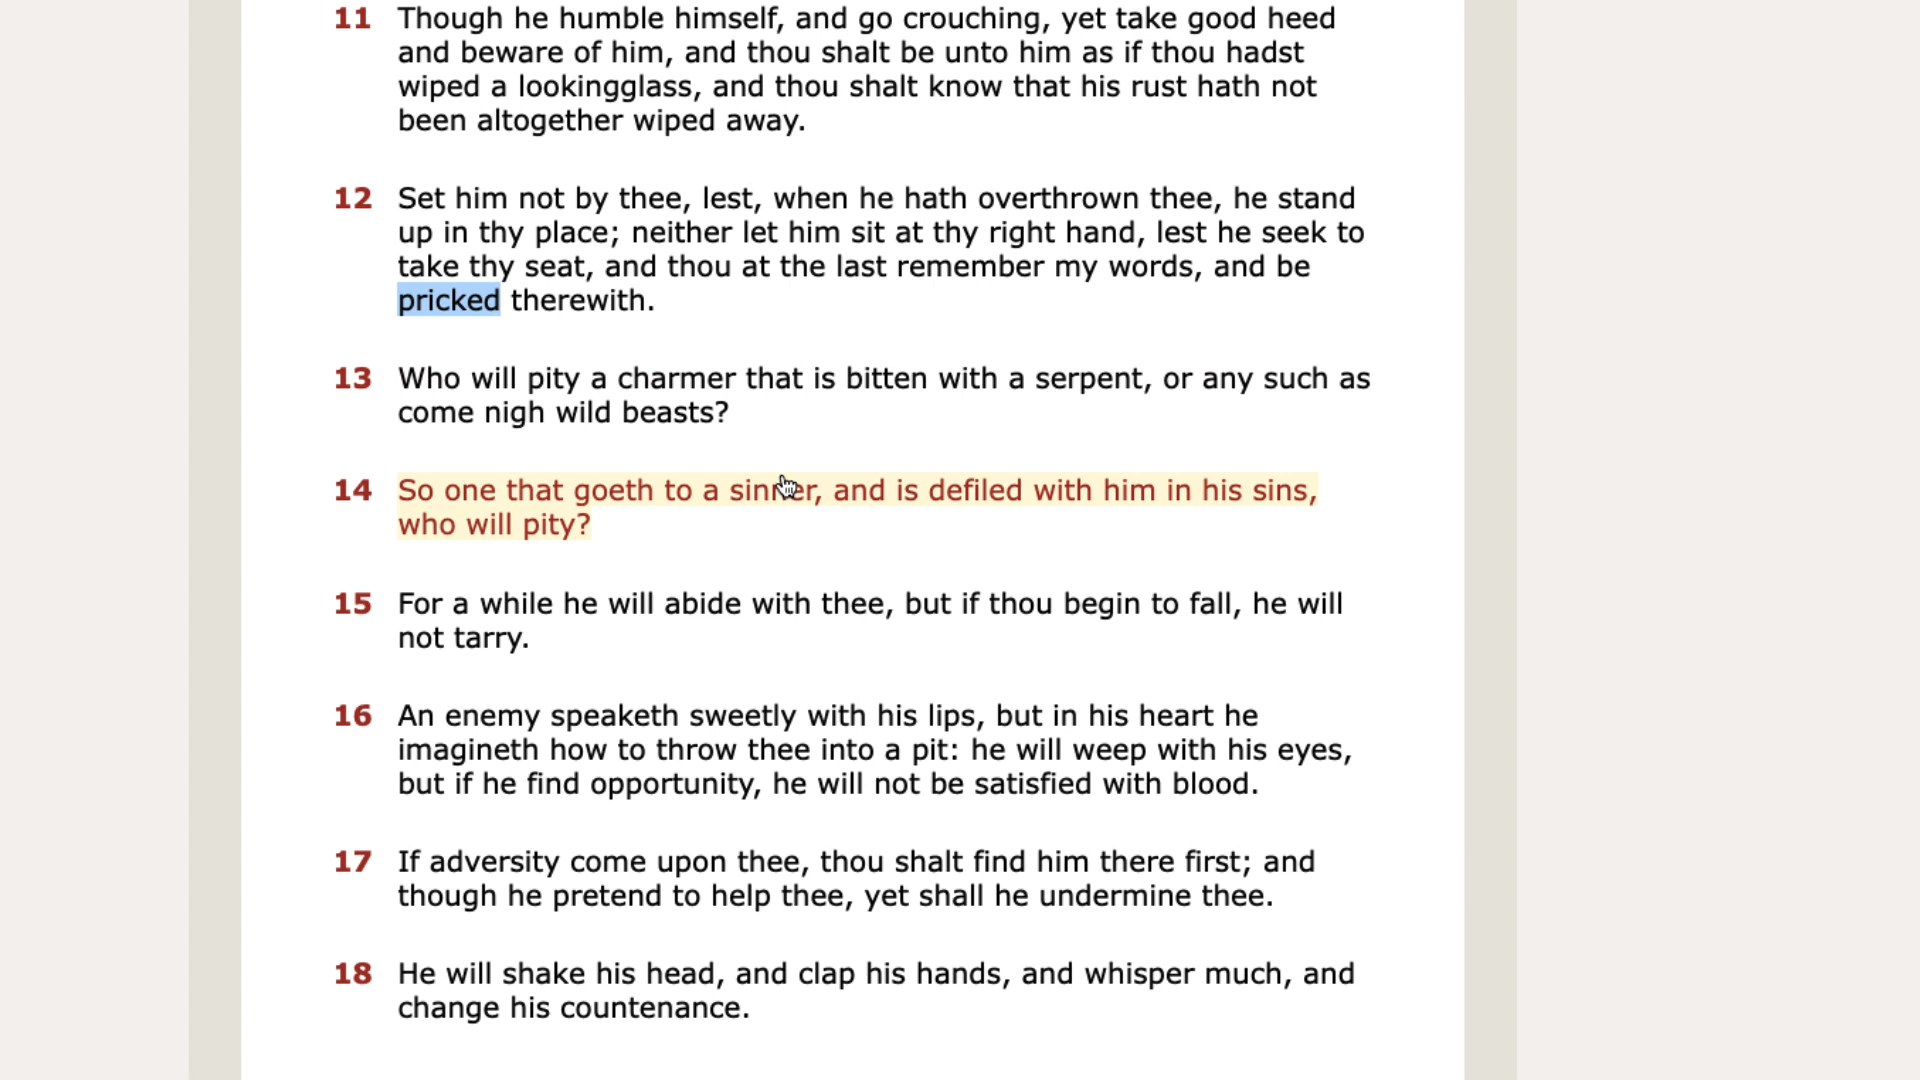 11 Though he humble himself, and go crouching, yet take good heed
and beware of him, and thou shalt be unto him as if thou hadst
wiped a lookingglass, and thou shalt know that his rust hath not
been altogether wiped away.
12 Set him not by thee, lest, when he hath overthrown thee, he stand
up in thy place; neither let him sit at thy right hand, lest he seek to
take thy seat, and thou at the last remember my words, and be
pricked therewith.
13 Who will pity a charmer that is bitten with a serpent, or any such as
come nigh wild beasts?
14 So one that goeth to a sinner, and is defiled with him in his sins,
who will pity?
15 For a while he will abide with thee, but if thou begin to fall, he will
not tarry.
16 An enemy speaketh sweetly with his lips, but in his heart he
imagineth how to throw thee into a pit: he will weep with his eyes,
but if he find opportunity, he will not be satisfied with blood.
17 If adversity come upon thee, thou shalt find him there first; and
though he pretend to help thee, yet shall he undermine thee.
18 He will shake his head, and clap his hands, and whisper much, and
change his countenance.